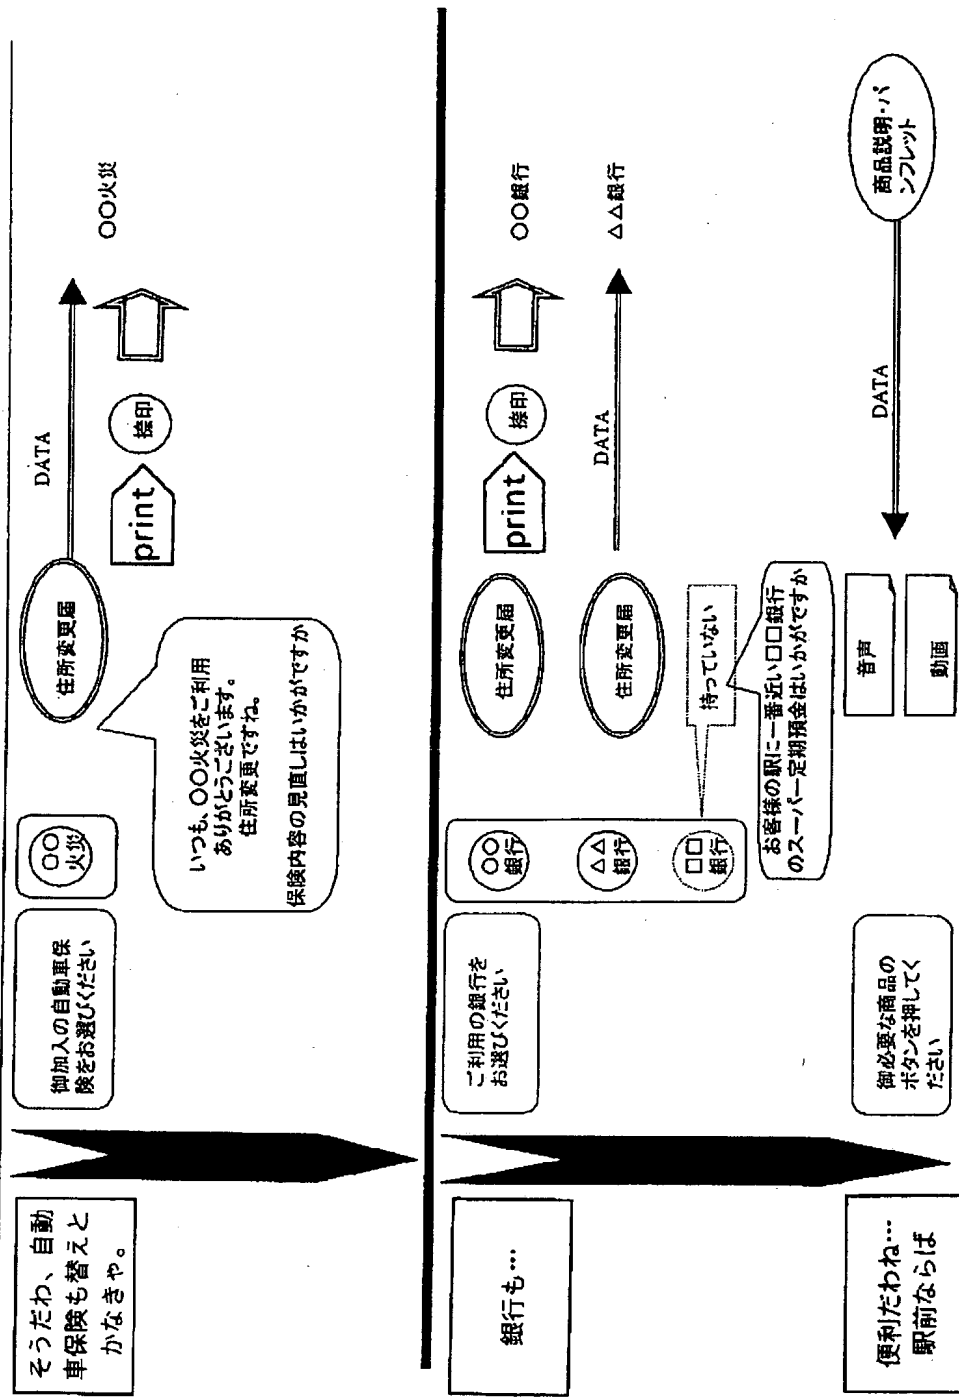 そうだわ、自動
車保険も替えと
かなきゃ。
御加入の自動車保
険をお選びください
〇〇
火災
住所変更届
DATA
〇〇火災
print
捺印
いつも、〇〇火災をご利用
ありがとうございます。
住所変更ですね。
保険内容の見直しはいかがですか
銀行も…
ご利用の銀行を
お選びください
〇〇
銀行
住所変更届
print
捺印
〇〇銀行
△△
銀行
住所変更届
DATA
△△銀行
□□
銀行
持っていない
お客様の駅に一番近い□□銀行
のスーパー定期預金はいかがですか
便利だわね…
駅前ならば
御必要な商品の
ボタンを押してく
ださい
音声
動画
DATA
商品説明・パ
ンフレット